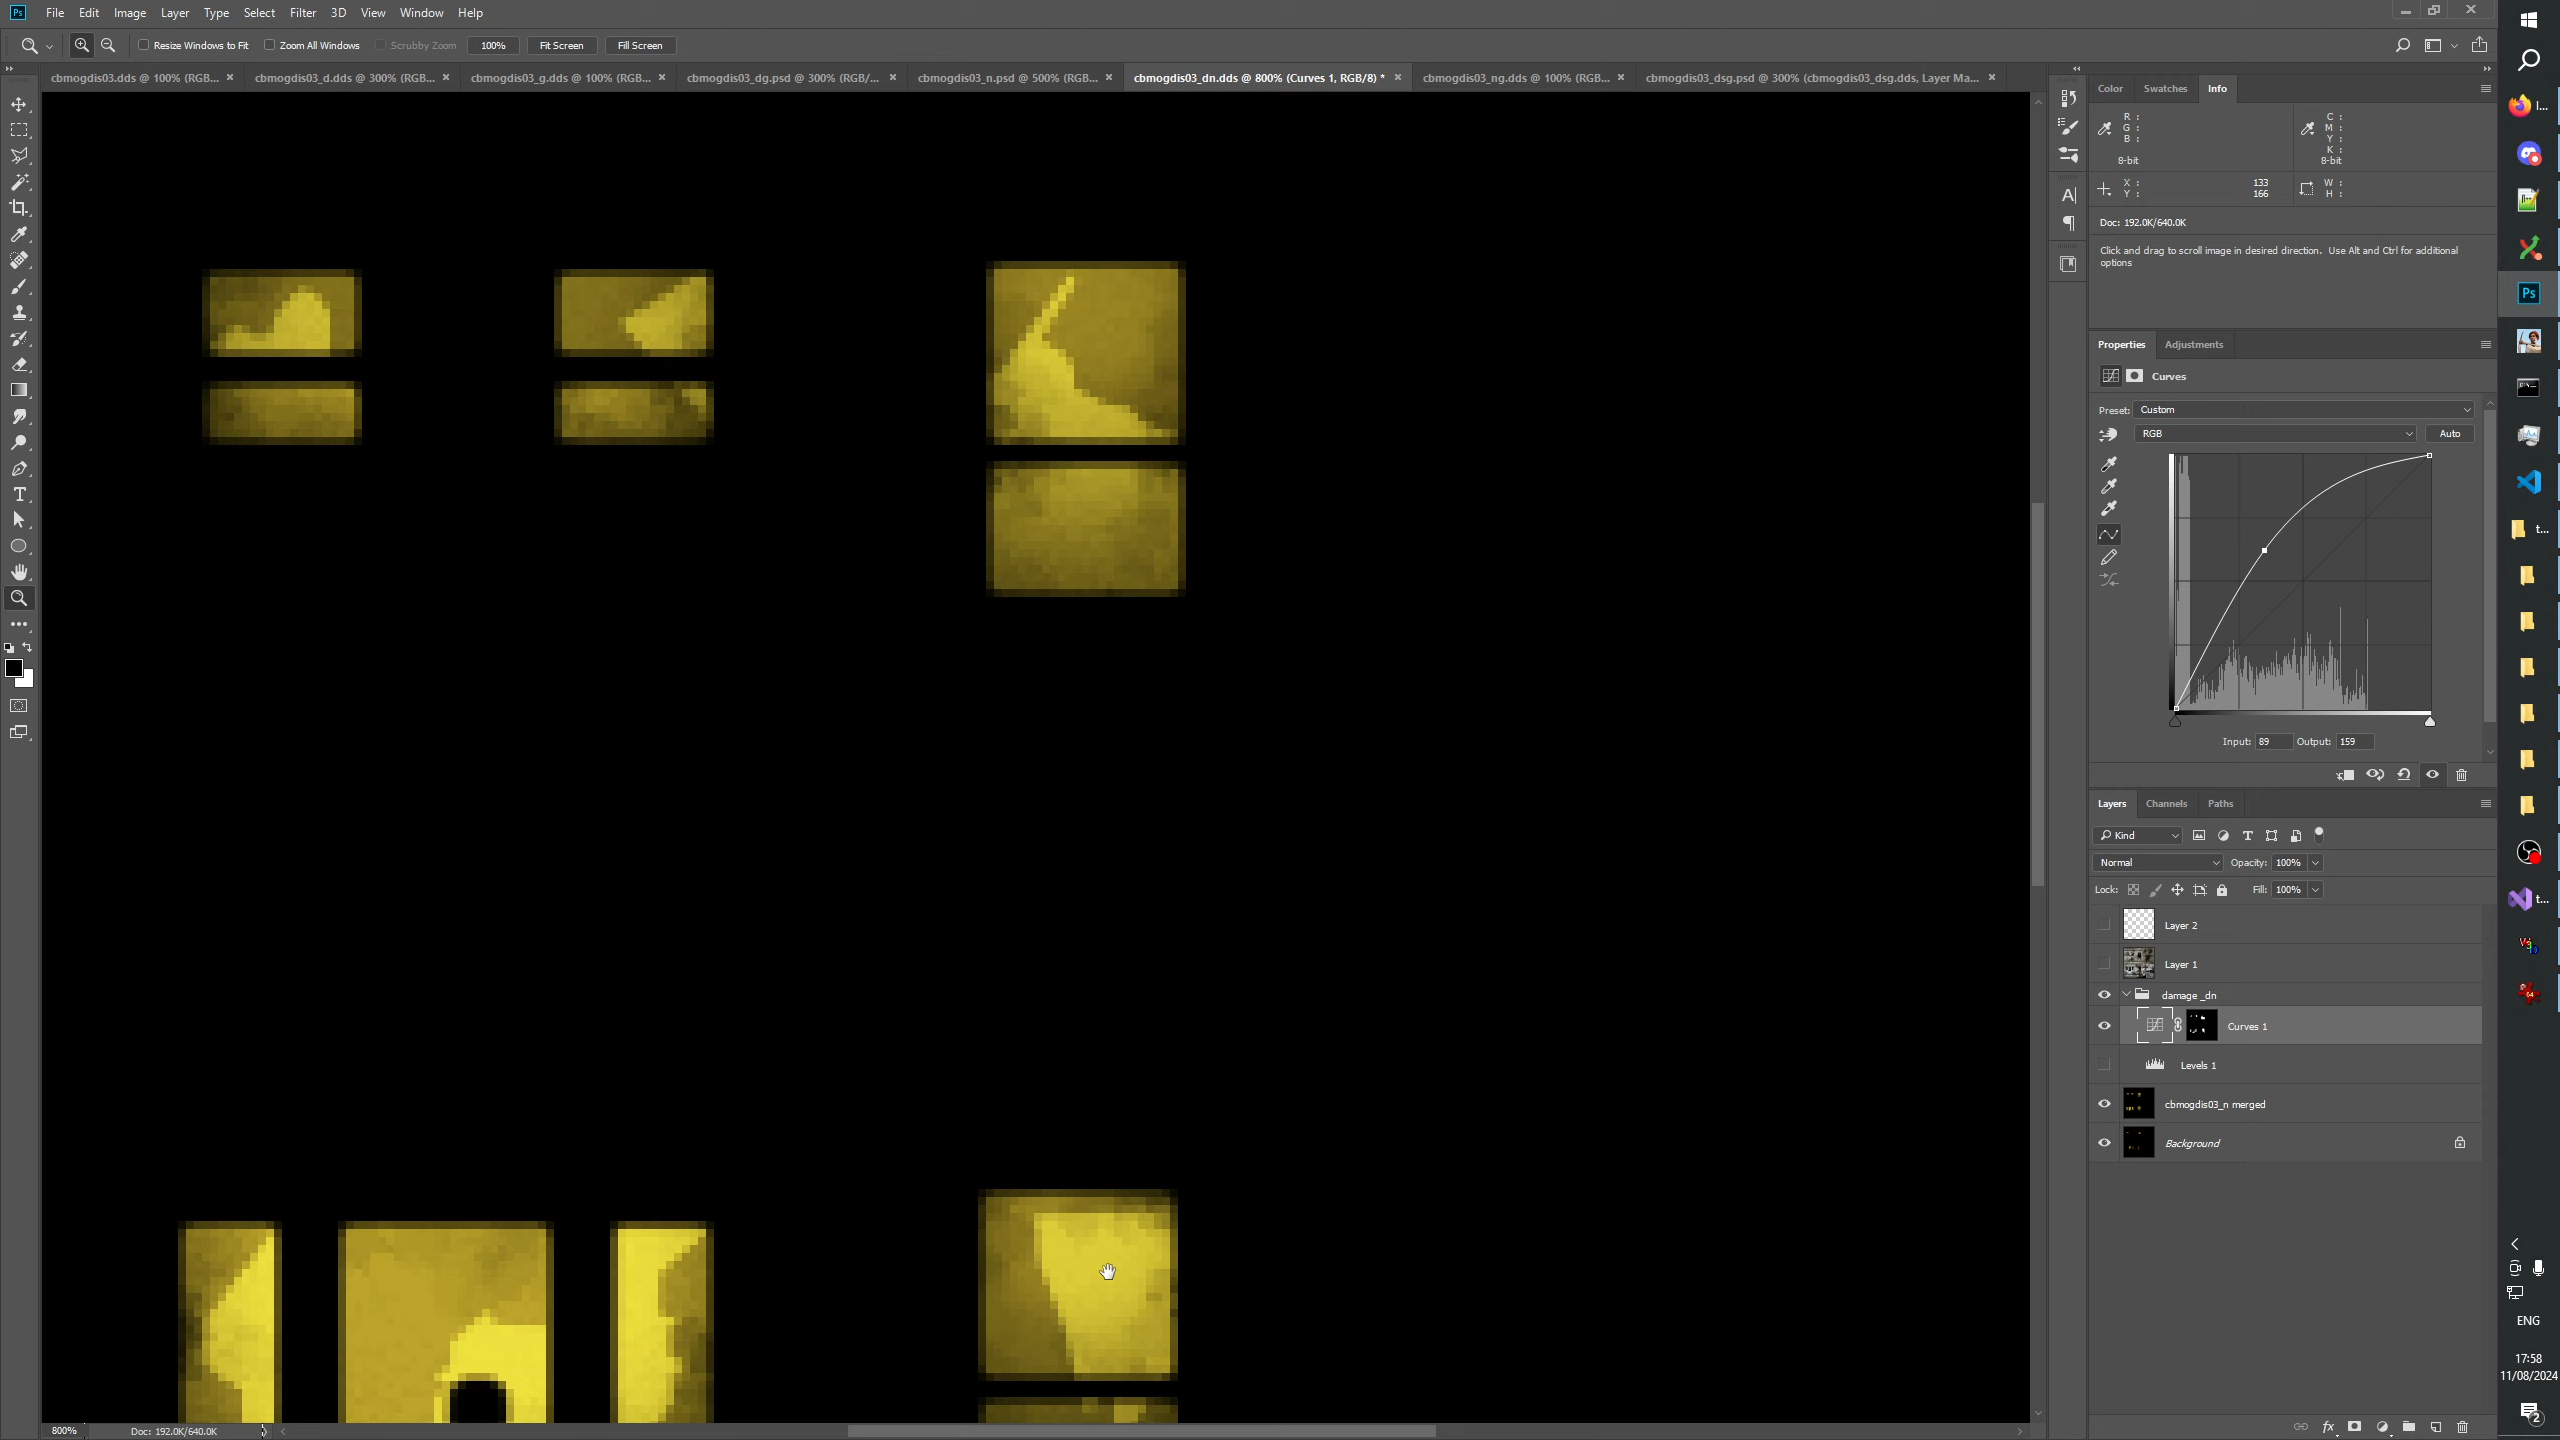 File Edit Image Layer Type Select Filter 3D View Window Help
Resize Windows to Fit Zoom All Windows Scrubby Zoom 100% Fit Screen Fill Screen
cbmogdis03.dds @ 100% (RGB... cbmogdis03_d.dds @ 300% (RGB... cbmogdis03_g.dds @ 100% (RGB... cbmogdis03_dg.psd @ 300% (RGB/... cbmogdis03_n.psd @ 500% (RGB... cbmogdis03_dn.dds @ 800% (Curves 1, RGB/8) * cbmogdis03_ng.dds @ 100% (RGB... cbmogdis03_dsg.psd @ 300% (cbmogdis03_dsg.dds, Layer Ma...
Color Swatches Info
R : C :
G : M :
B : Y :
K :
8-bit 8-bit
X : 133 W :
Y : 166 H :
Doc: 192.0K/640.0K
Click and drag to scroll image in desired direction. Use Alt and Ctrl for additional
options
Properties Adjustments
Curves
Preset: Custom
RGB Auto
Input: 89 Output: 159
Layers Channels Paths
Kind
Normal Opacity: 100%
Lock: Fill: 100%
Layer 2
Layer 1
damage _dn
Curves 1
Levels 1
cbmogdis03_n merged
Background
800% Doc: 192.0K/640.0K
Ps
l...
Ps
t...
t...
64
ENG
17:58
11/08/2024
2